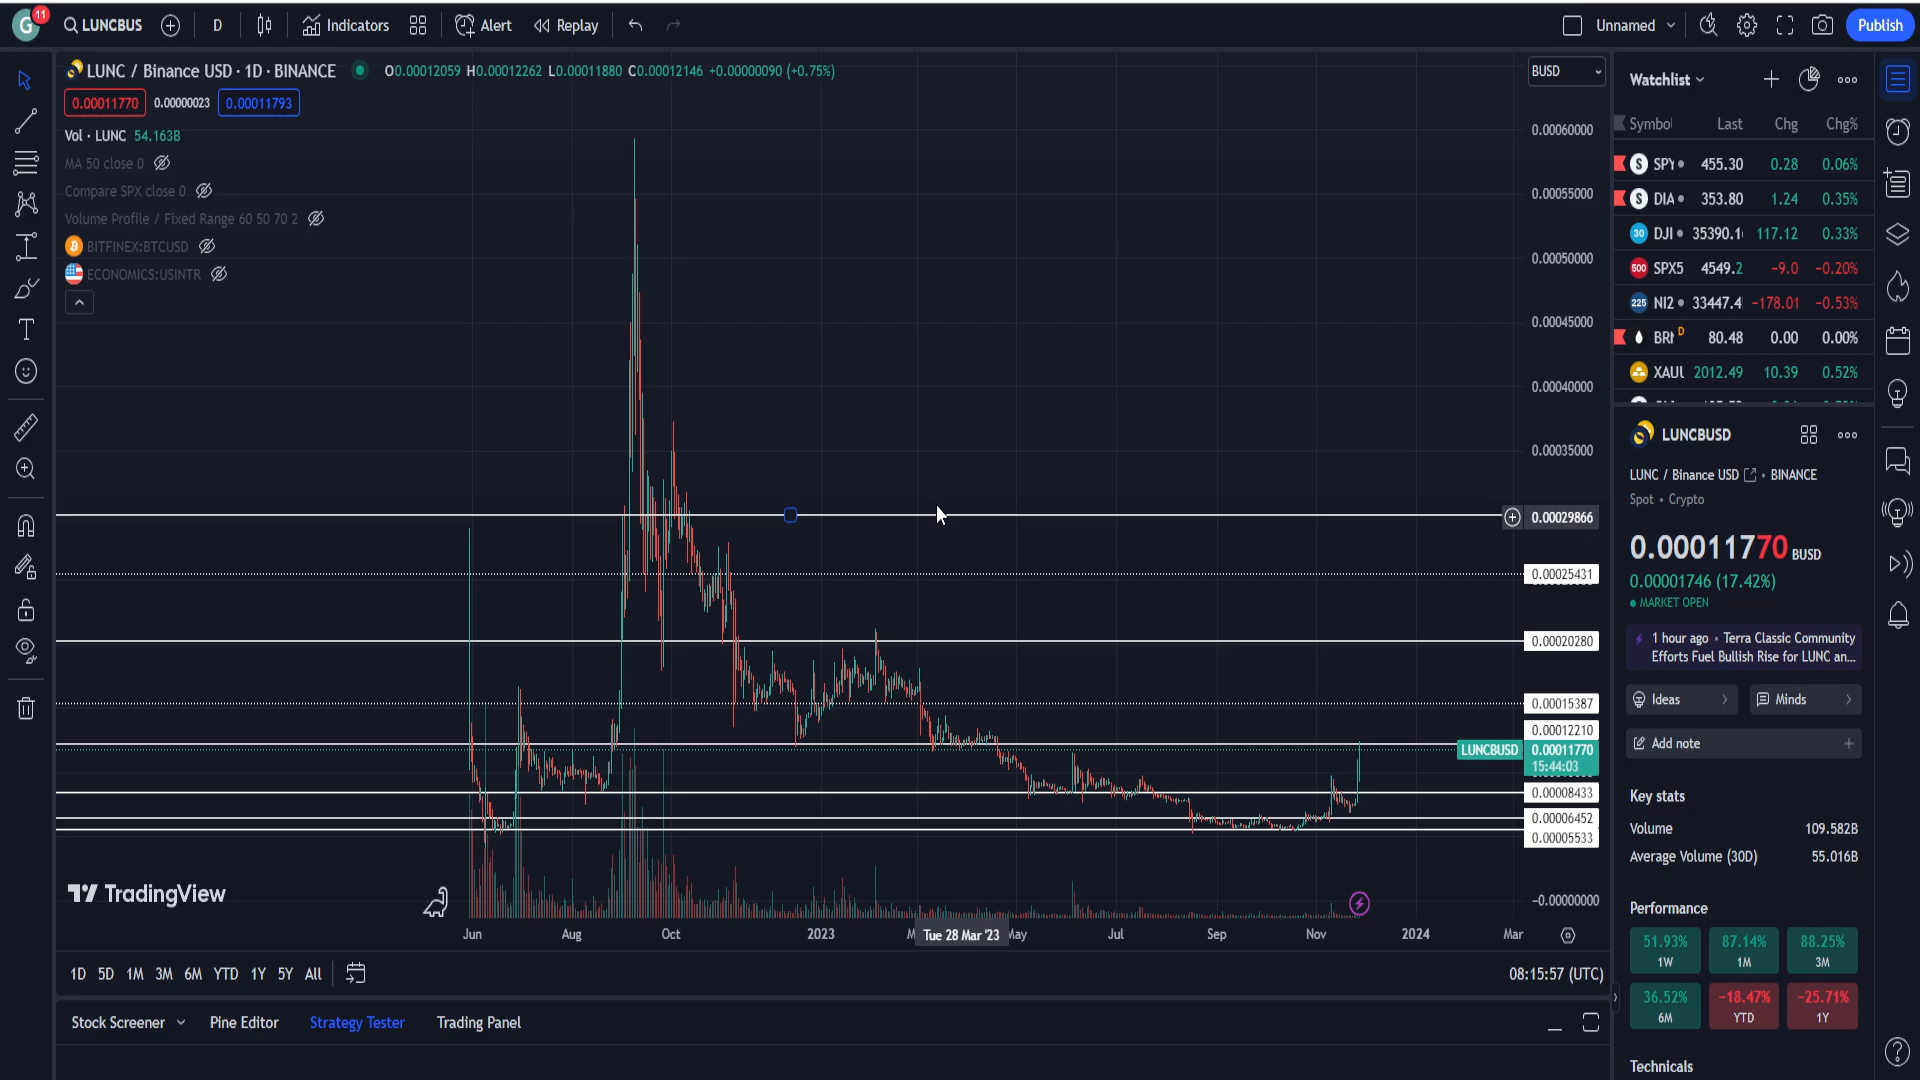 G
11
LUNCBUS
D
Indicators
Alert
Replay
Unnamed
Publish
LUNC / Binance USD · 1D · BINANCE
O0.00012059 H0.00012262 L0.00011880 C0.00012146 +0.00000090 (+0.75%)
0.00011770 0.00000023 0.00011793
Vol · LUNC 54.163B
MA 50 close 0
Compare SPX close 0
Volume Profile / Fixed Range 60 50 70 2
BITFINEX:BTCUSD
ECONOMICS:USINTR
BUSD
0.00060000
0.00055000
0.00050000
0.00045000
0.00040000
0.00035000
0.00029866
0.00025431
0.00020280
0.00015387
0.00012210
LUNCBUSD 0.00011770
15:44:03
0.00008433
0.00006452
0.00005533
-0.00000000
TradingView
Jun Aug Oct 2023 Tue 28 Mar '23 May Jul Sep Nov 2024 Mar
1D 5D 1M 3M 6M YTD 1Y 5Y All
08:15:57 (UTC)
Stock Screener Pine Editor Strategy Tester Trading Panel
Watchlist
Symbol Last Chg Chg%
SPY 455.30 0.28 0.06%
DIA 353.80 1.24 0.35%
30 DJI 35390.1 117.12 0.33%
500 SPX5 4549.2 -9.0 -0.20%
225 NI2 33447.4 -178.01 -0.53%
BRN D 80.48 0.00 0.00%
XAUU 2012.49 10.39 0.52%
LUNCBUSD
LUNC / Binance USD • BINANCE
Spot • Crypto
0.00011770 BUSD
0.00001746 (17.42%)
MARKET OPEN
1 hour ago • Terra Classic Community
Efforts Fuel Bullish Rise for LUNC an...
Ideas
Minds
Add note
Key stats
Volume 109.582B
Average Volume (30D) 55.016B
Performance
51.93% 87.14% 88.25%
1W 1M 3M
36.52% -18.47% -25.71%
6M YTD 1Y
Technicals